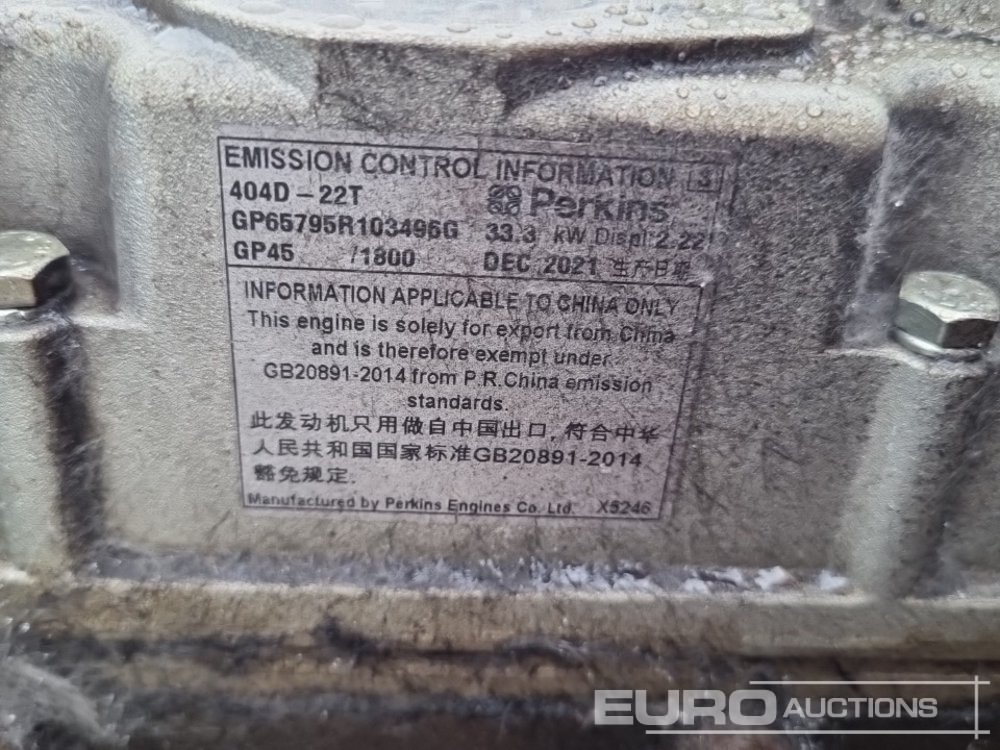 EMISSION CONTROL INFORMATION
404D - 22T Perkins
GP65795R103496G 33.3 kW Displ:2.22l
GP45 /1800 DEC 2021 生产日期
INFORMATION APPLICABLE TO CHINA ONLY
This engine is solely for export from China
and is therefore exempt under
GB20891-2014 from P.R.China emission
standards.
此发动机只用做自中国出口, 符合中华
人民共和国国家标准GB20891-2014
豁免规定.
Manufactured by Perkins Engines Co. Ltd. X5246
EURO AUCTIONS